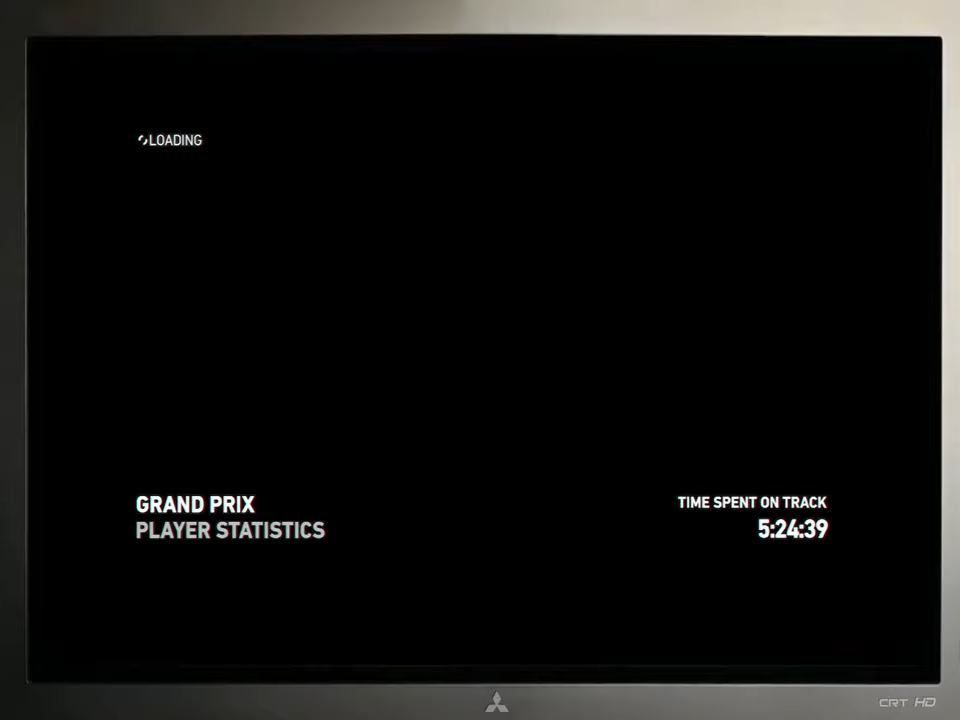 LOADING
GRAND PRIX
PLAYER STATISTICS
TIME SPENT ON TRACK
5:24:39
CRT HD